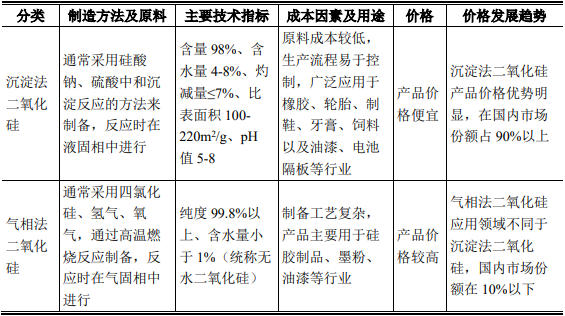 分类 制造方法及原料 主要技术指标 成本因素及用途 价格 价格发展趋势
沉淀法
二氧化
硅
通常采用硅酸
钠、硫酸中和沉
淀反应的方法来
制备，反应时在
液固相中进行
含量 98%、含
水量 4-8%、灼
减量≤7%、比
表面积 100-
220m²/g、pH
值 5-8
原料成本较低，
生产流程易于控
制，广泛应用于
橡胶、轮胎、制
鞋、牙膏、饲料
以及油漆、电池
隔板等行业
产品价
格便宜
沉淀法二氧化硅
产品价格优势明
显，在国内市场
份额占 90%以上
气相法
二氧化
硅
通常采用四氯化
硅、氢气、氧
气，通过高温燃
烧反应制备，反
应时在气固相中
进行
纯度 99.8%以
上、含水量小
于 1%（统称无
水二氧化硅）
制备工艺复杂，
产品主要用于硅
胶制品、墨粉、
油漆等行业
产品价
格较高
气相法二氧化硅
应用领域不同于
沉淀法二氧化
硅，国内市场份
额在 10%以下